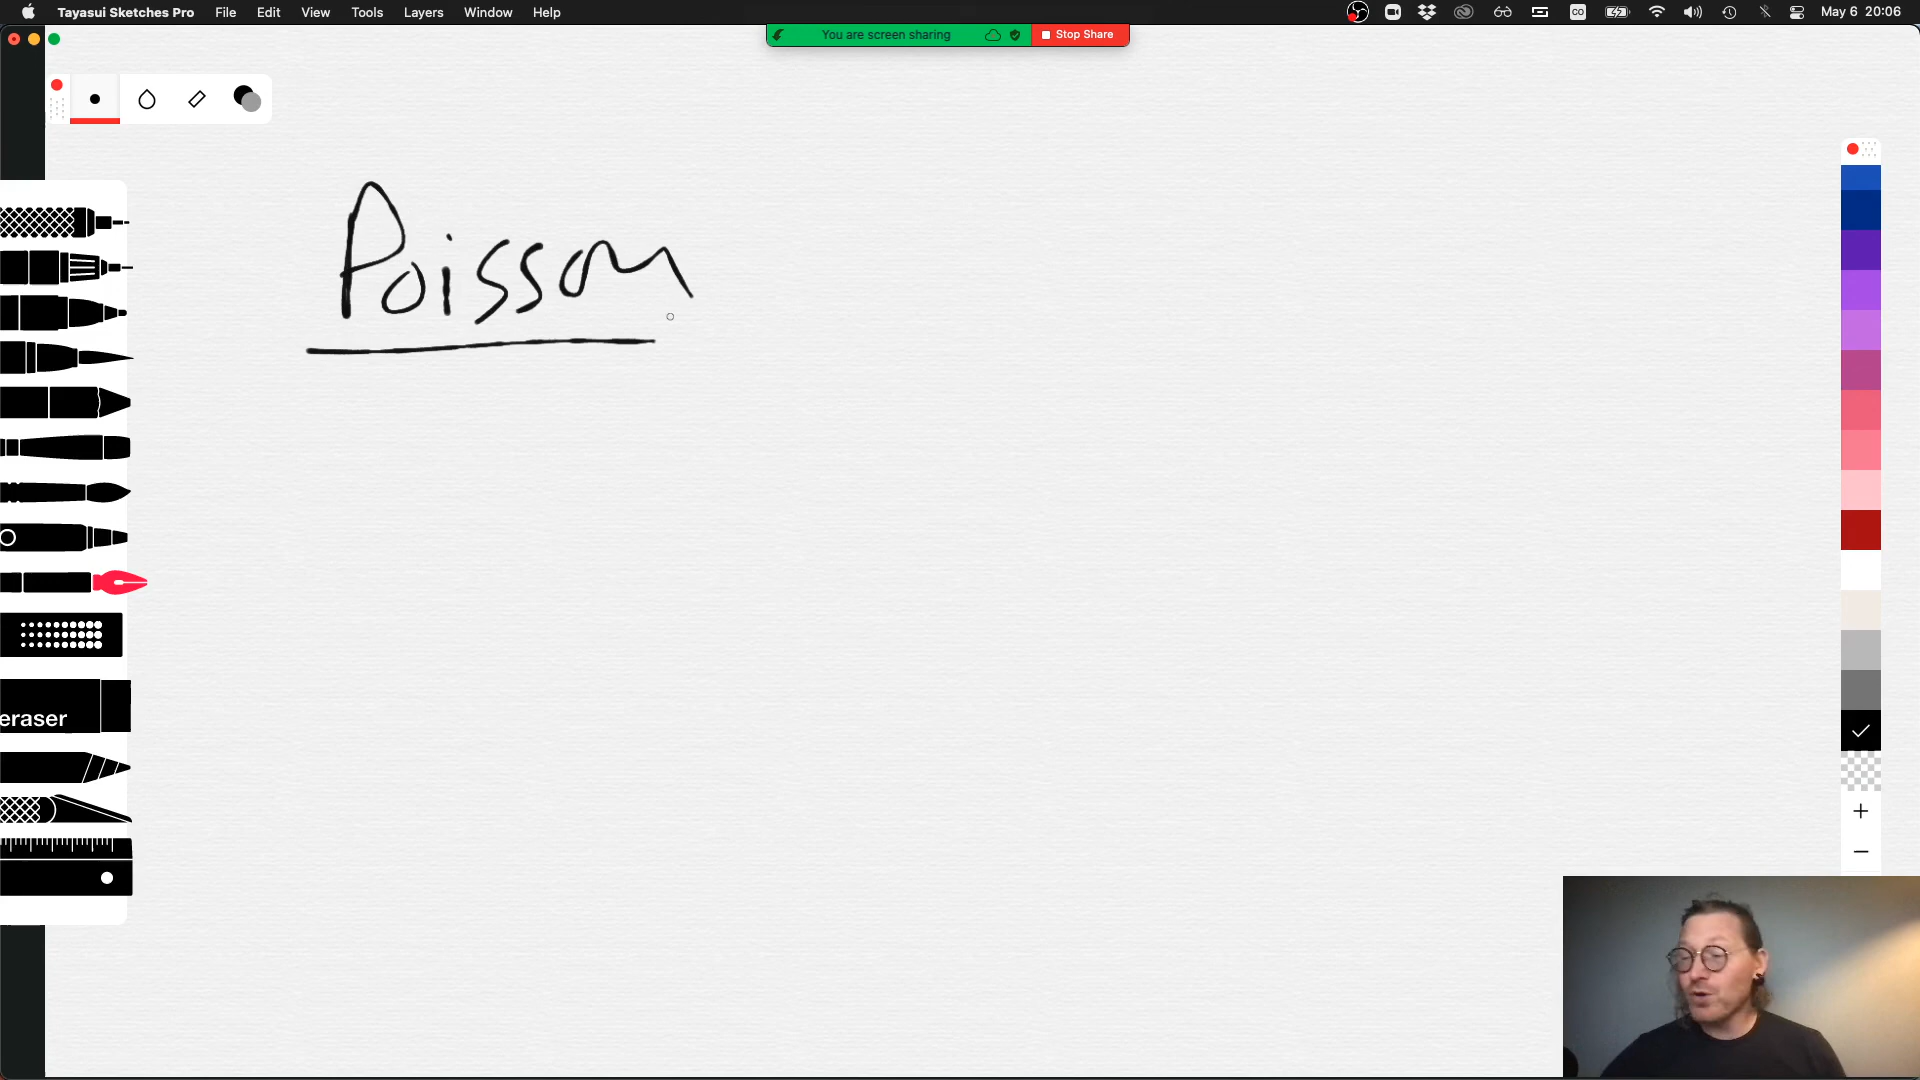 Tayasui Sketches Pro File Edit View Tools Layers Window Help May 6 20:06
You are screen sharing Stop Share
Poisson
eraser